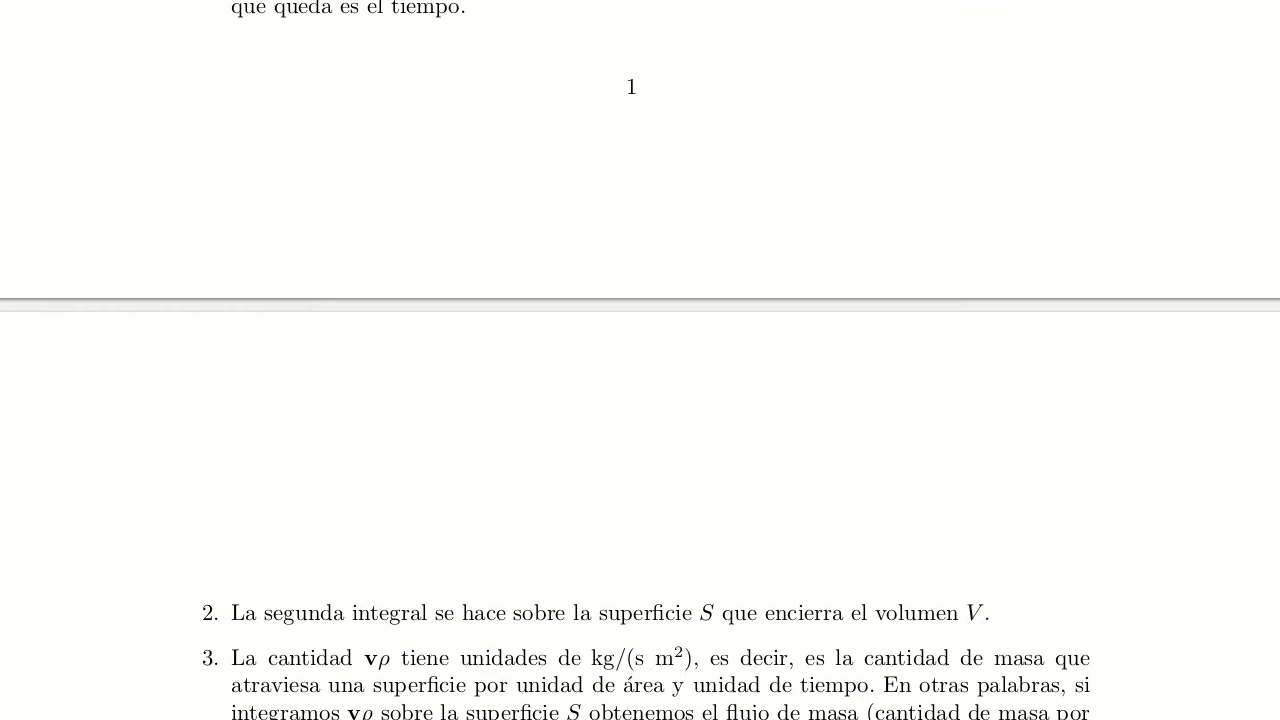 que queda es el tiempo.
1
2. La segunda integral se hace sobre la superficie S que encierra el volumen V.
3. La cantidad vρ tiene unidades de kg/(s m²), es decir, es la cantidad de masa que
atraviesa una superficie por unidad de área y unidad de tiempo. En otras palabras, si
integramos vρ sobre la superficie S obtenemos el flujo de masa (cantidad de masa por